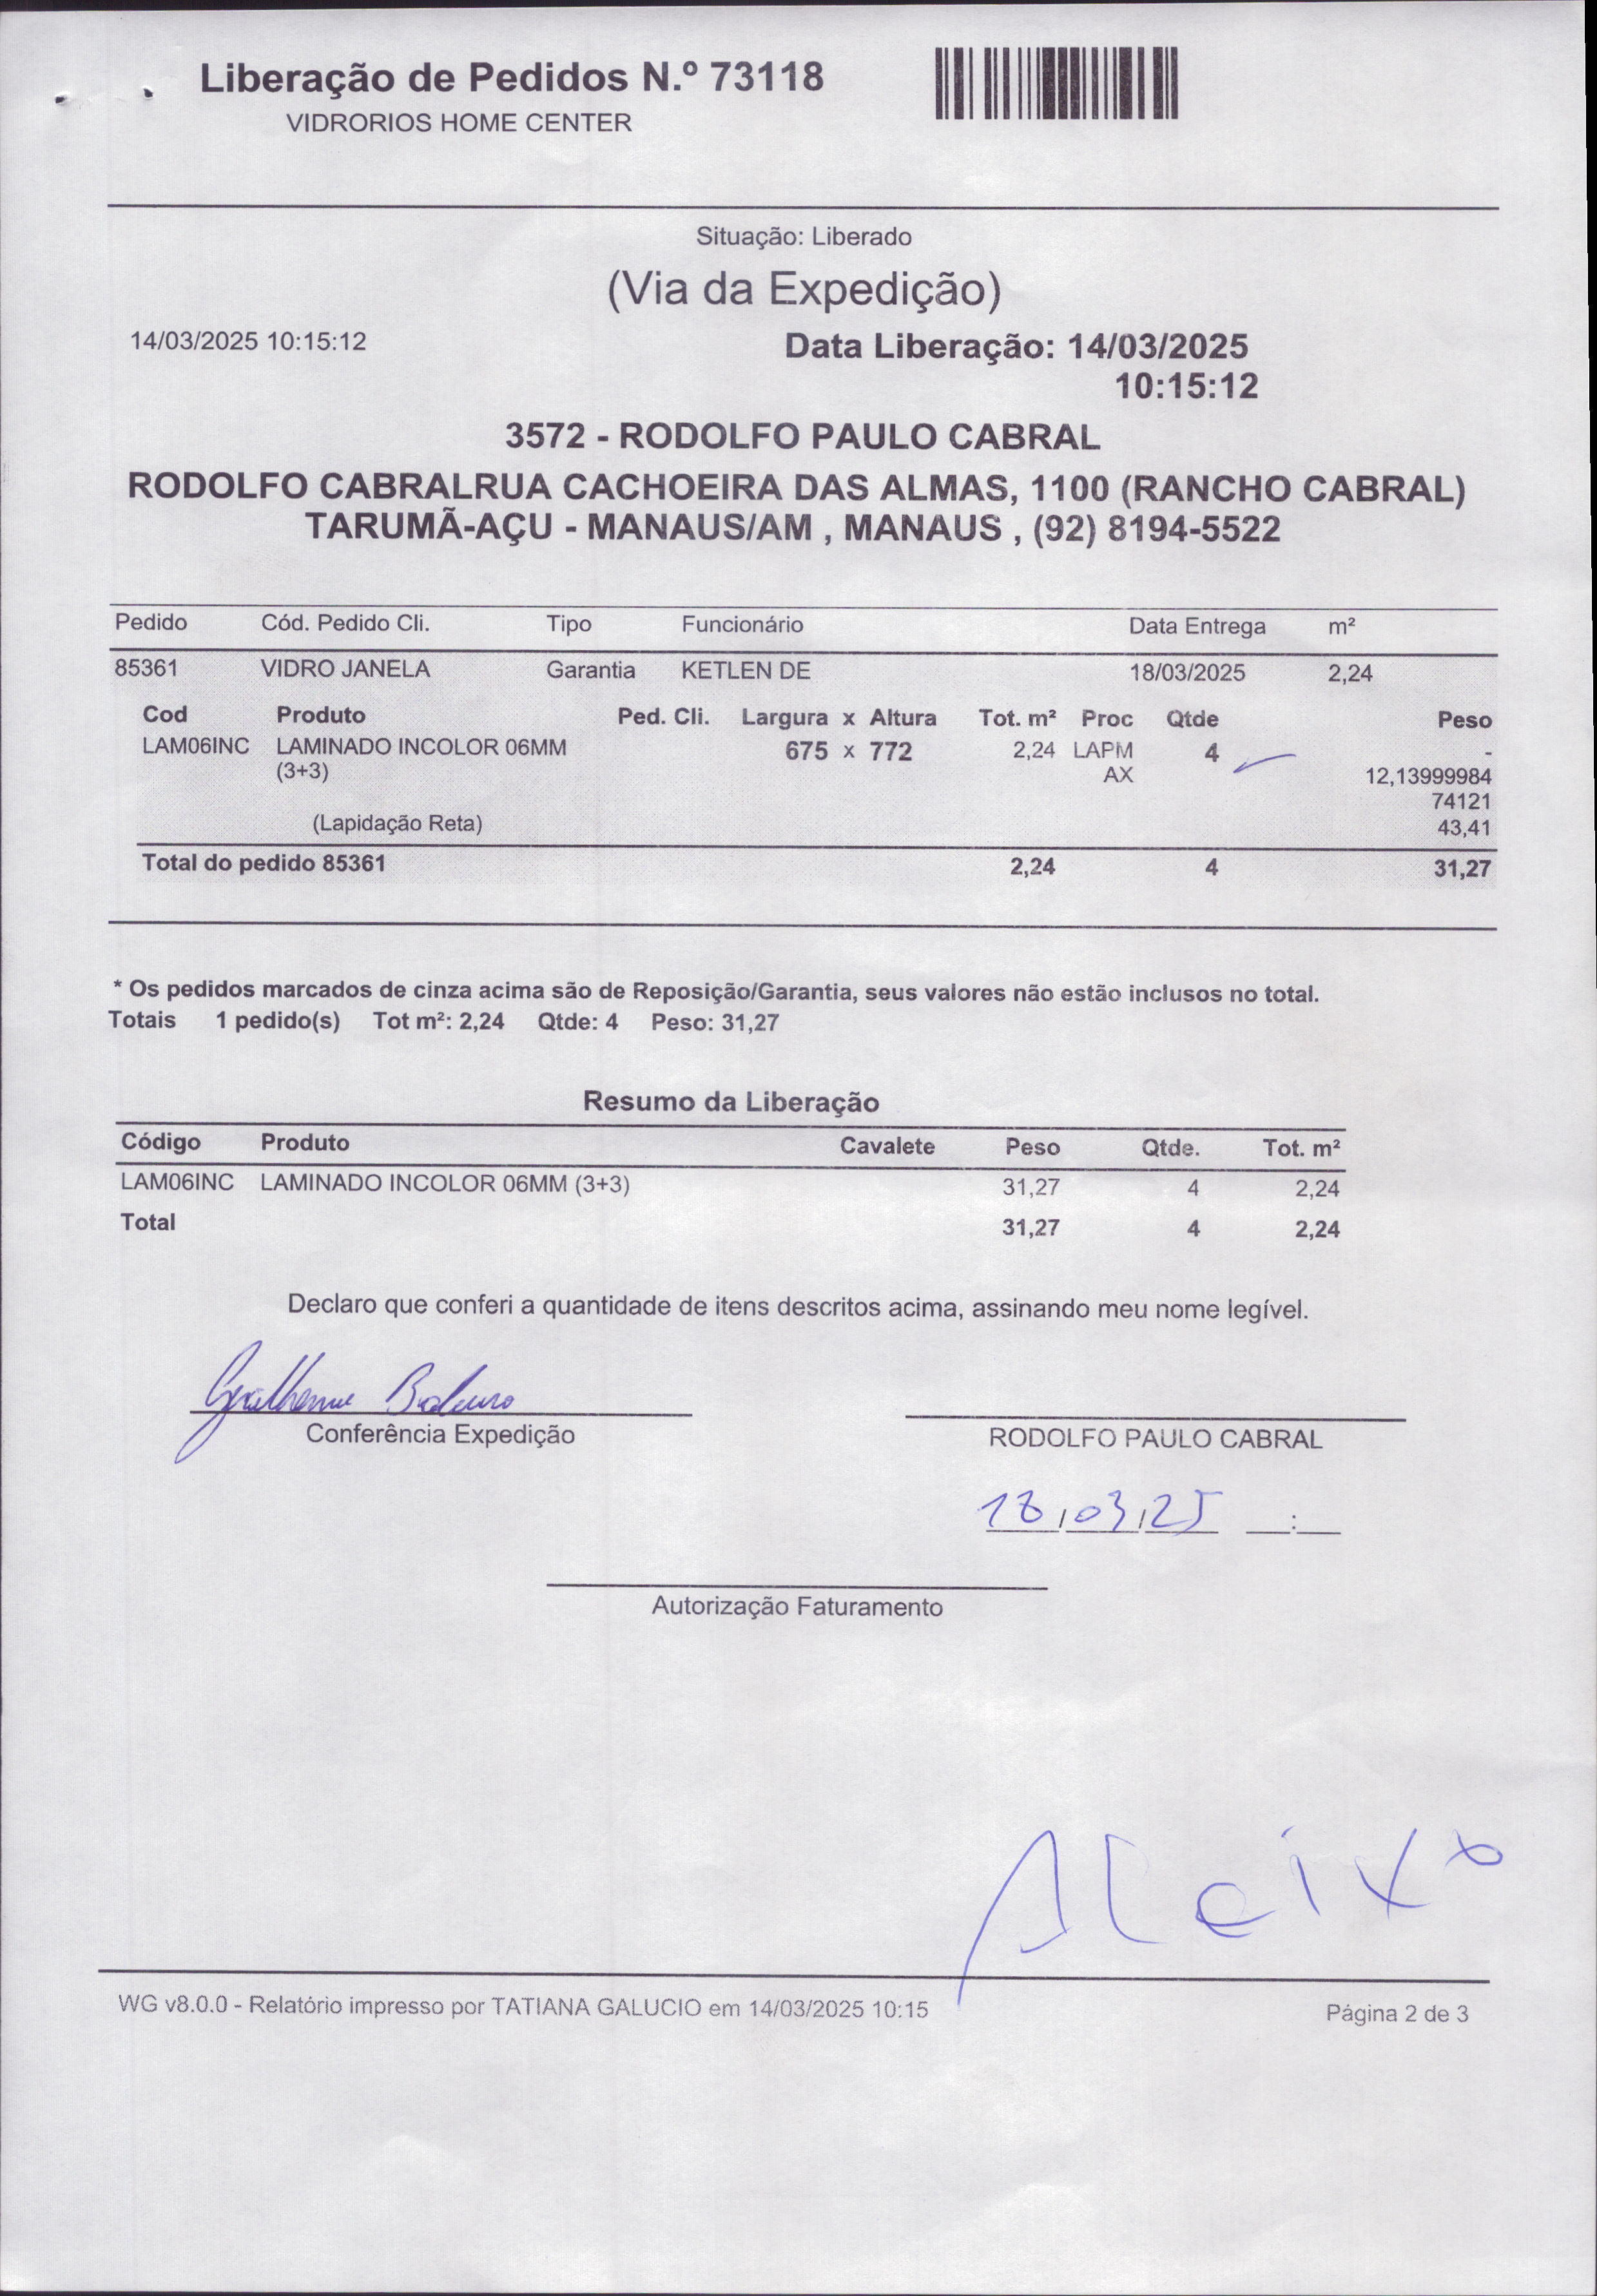 Liberação de Pedidos N.º 73118
VIDRORIOS HOME CENTER
Situação: Liberado
(Via da Expedição)
14/03/2025 10:15:12 Data Liberação: 14/03/2025
10:15:12
3572 - RODOLFO PAULO CABRAL
RODOLFO CABRALRUA CACHOEIRA DAS ALMAS, 1100 (RANCHO CABRAL)
TARUMÃ-AÇU - MANAUS/AM , MANAUS , (92) 8194-5522
Pedido Cód. Pedido Cli. Tipo Funcionário Data Entrega m²
85361 VIDRO JANELA Garantia KETLEN DE 18/03/2025 2,24
Cod Produto Ped. Cli. Largura x Altura Tot. m² Proc Qtde Peso
LAM06INC LAMINADO INCOLOR 06MM 675 x 772 2,24 LAPM 4 -
(3+3) AX 12,13999984
74121
(Lapidação Reta) 43,41
Total do pedido 85361 2,24 4 31,27
* Os pedidos marcados de cinza acima são de Reposição/Garantia, seus valores não estão inclusos no total.
Totais 1 pedido(s) Tot m²: 2,24 Qtde: 4 Peso: 31,27
Resumo da Liberação
Código Produto Cavalete Peso Qtde. Tot. m²
LAM06INC LAMINADO INCOLOR 06MM (3+3) 31,27 4 2,24
Total 31,27 4 2,24
Declaro que conferi a quantidade de itens descritos acima, assinando meu nome legível.
Conferência Expedição RODOLFO PAULO CABRAL
18/03/25 __:__
Autorização Faturamento
Aleixo
WG v8.0.0 - Relatório impresso por TATIANA GALUCIO em 14/03/2025 10:15 Página 2 de 3